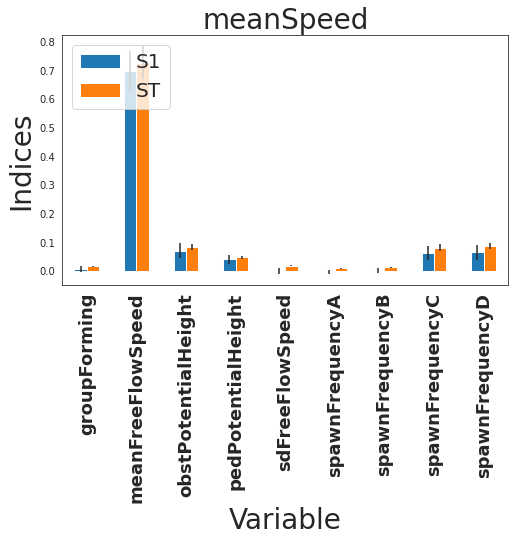 meanSpeed
S1
ST
Indices
0.8
0.7
0.6
0.5
0.4
0.3
0.2
0.1
0.0
groupForming
meanFreeFlowSpeed
obstPotentialHeight
pedPotentialHeight
sdFreeFlowSpeed
spawnFrequencyA
spawnFrequencyB
spawnFrequencyC
spawnFrequencyD
Variable